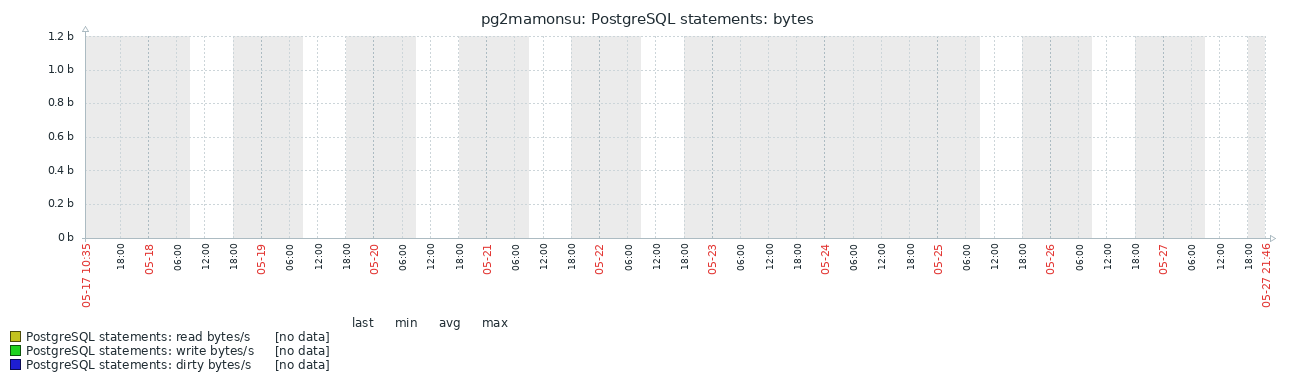 pg2mamonsu: PostgreSQL statements: bytes
1.2 b
1.0 b
0.8 b
0.6 b
0.4 b
0.2 b
0 b
05-17 10:35 18:00 05-18 06:00 12:00 18:00 05-19 06:00 12:00 18:00 05-20 06:00 12:00 18:00 05-21 06:00 12:00 18:00 05-22 06:00 12:00 18:00 05-23 06:00 12:00 18:00 05-24 06:00 12:00 18:00 05-25 06:00 12:00 18:00 05-26 06:00 12:00 18:00 05-27 06:00 12:00 18:00 05-27 21:46
last min avg max
PostgreSQL statements: read bytes/s [no data]
PostgreSQL statements: write bytes/s [no data]
PostgreSQL statements: dirty bytes/s [no data]